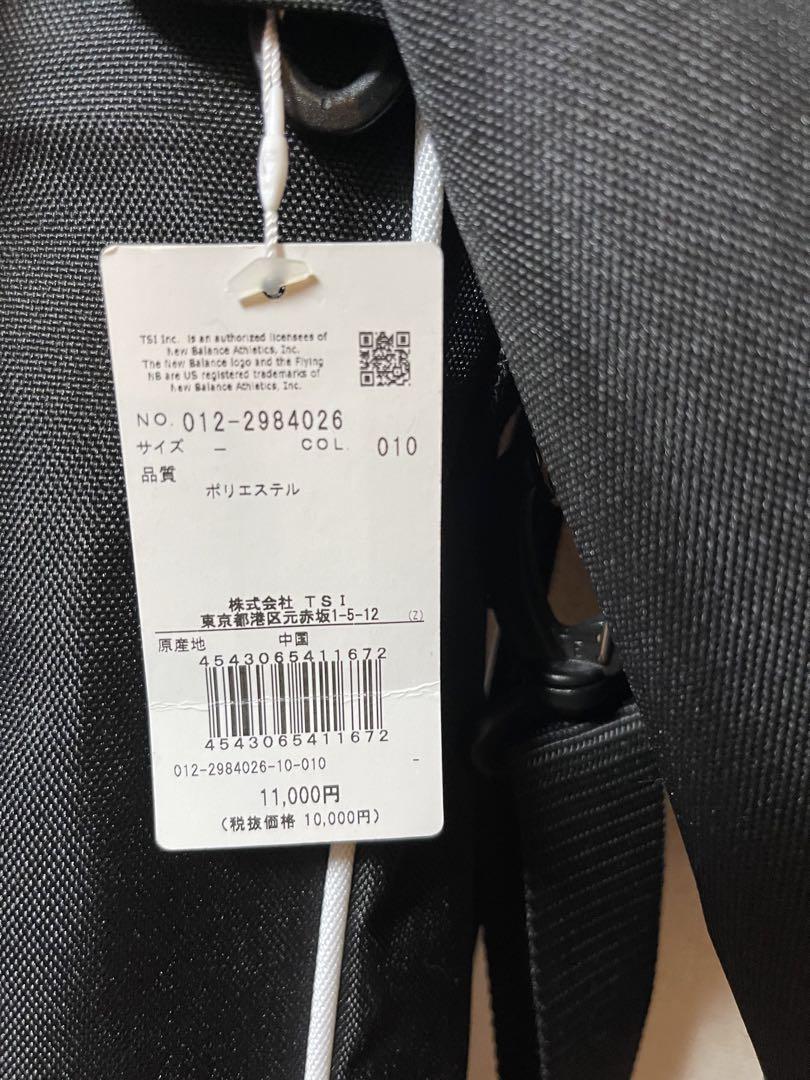 TSI Inc. is an authorized licensees of
New Balance Athletics, Inc.
The New Balance logo and the Flying
NB are US registered trademarks of
New Balance Athletics, Inc.
NO. 012-2984026
サイズ － COL. 010
品質
ポリエステル
株式会社 TSI
東京都港区元赤坂1-5-12 (Z)
原産地 中国
4543065411672
4543065411672
012-2984026-10-010 -
11,000円
(税抜価格 10,000円)